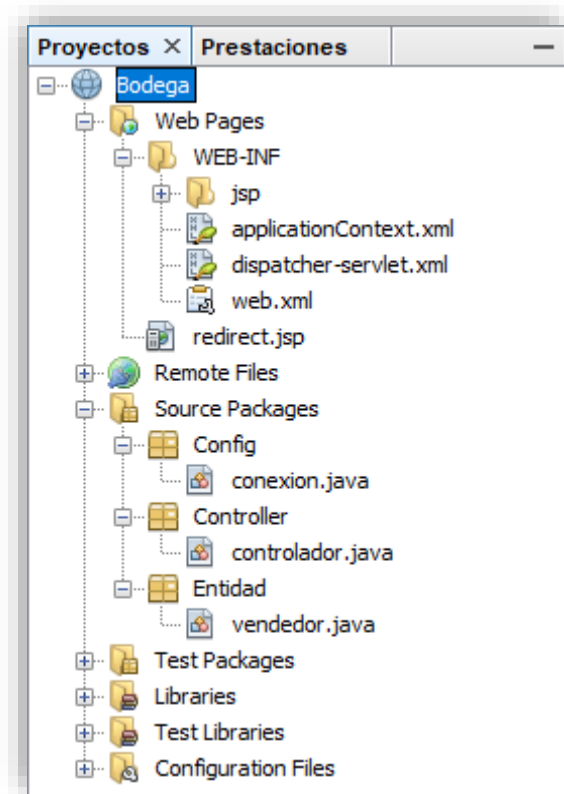 Proyectos Prestaciones
Bodega
Web Pages
WEB-INF
jsp
applicationContext.xml
dispatcher-servlet.xml
web.xml
redirect.jsp
Remote Files
Source Packages
Config
conexion.java
Controller
controlador.java
Entidad
vendedor.java
Test Packages
Libraries
Test Libraries
Configuration Files